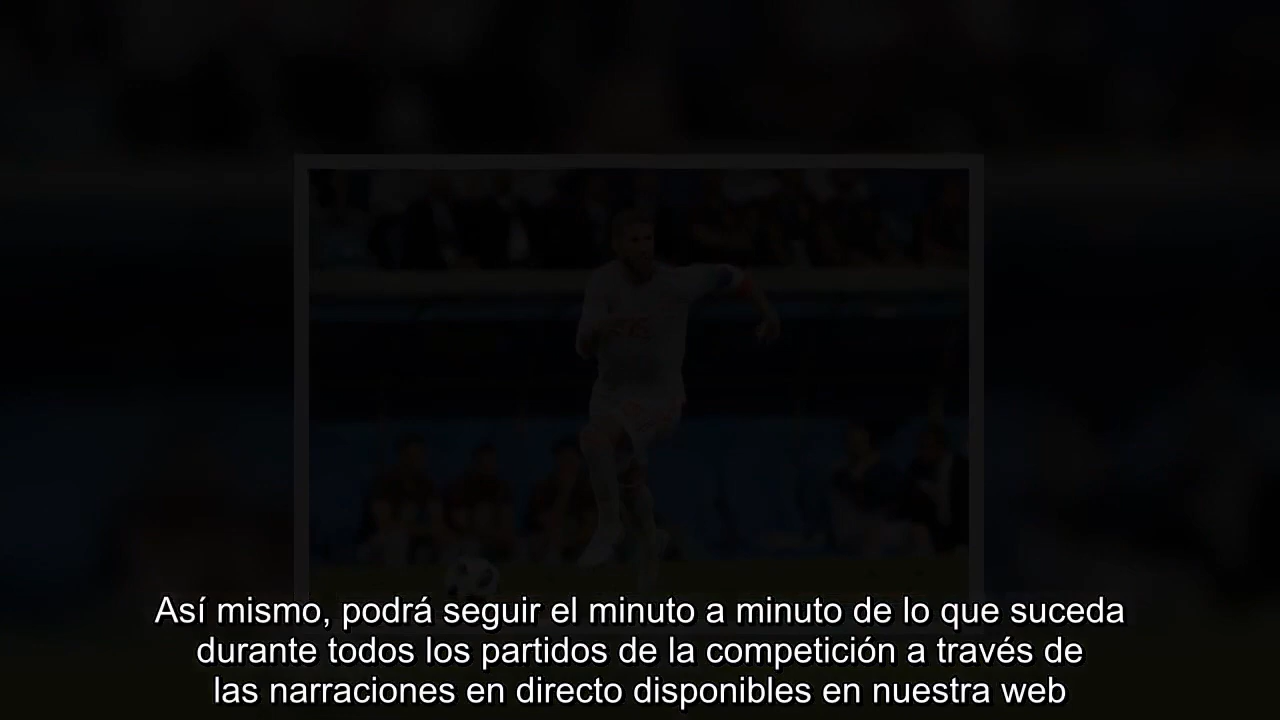 Así mismo, podrá seguir el minuto a minuto de lo que suceda
durante todos los partidos de la competición a través de
las narraciones en directo disponibles en nuestra web